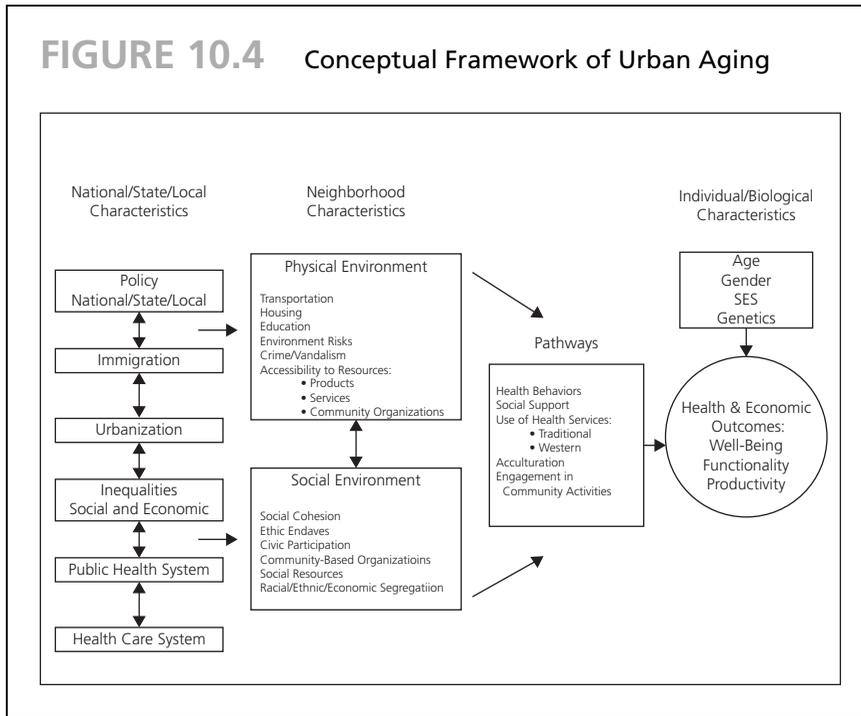 FIGURE 10.4 Conceptual Framework of Urban Aging
National/State/Local
Characteristics
Policy
National/State/Local
Immigration
Urbanization
Inequalities
Social and Economic
Public Health System
Health Care System
Neighborhood
Characteristics
Physical Environment
Transportation
Housing
Education
Environment Risks
Crime/Vandalism
Accessibility to Resources:
• Products
• Services
• Community Organizations
Social Environment
Social Cohesion
Ethic Endaves
Civic Participation
Community-Based Organizatioins
Social Resources
Racial/Ethnic/Economic Segregatiion
Pathways
Health Behaviors
Social Support
Use of Health Services:
• Traditional
• Western
Acculturation
Engagement in
Community Activities
Individual/Biological
Characteristics
Age
Gender
SES
Genetics
Health & Economic
Outcomes:
Well-Being
Functionality
Productivity